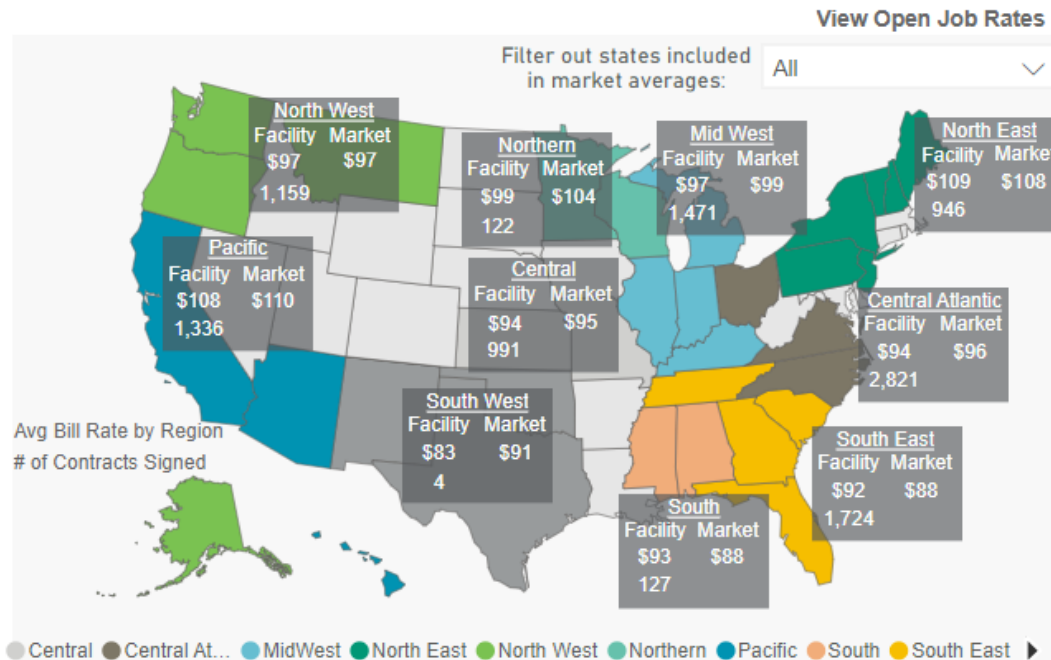 View Open Job Rates
Filter out states included
in market averages:
All
North West
Facility Market
$97 $97
1,159
Northern
Facility Market
$99 $104
122
Mid West
Facility Market
$97 $99
1,471
North East
Facility Market
$109 $108
946
Pacific
Facility Market
$108 $110
1,336
Central
Facility Market
$94 $95
991
Central Atlantic
Facility Market
$94 $96
2,821
South West
Facility Market
$83 $91
4
Avg Bill Rate by Region
# of Contracts Signed
South East
Facility Market
$92 $88
1,724
South
Facility Market
$93 $88
127
Central Central At... MidWest North East North West Northern Pacific South South East